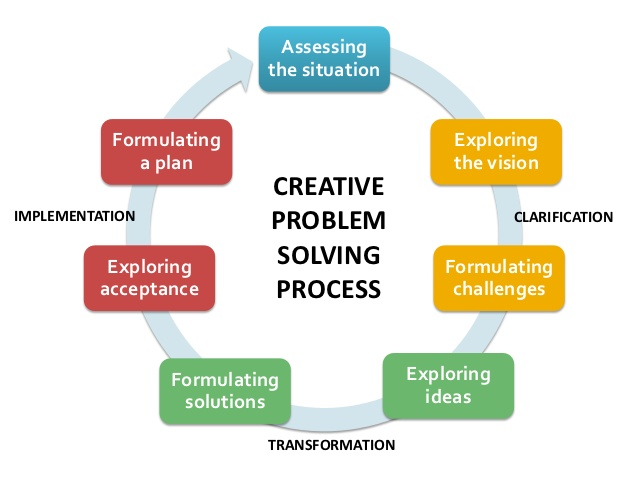 Assessing
the situation
Exploring
the vision
CLARIFICATION
Formulating
challenges
Exploring
ideas
TRANSFORMATION
Formulating
solutions
Exploring
acceptance
IMPLEMENTATION
Formulating
a plan
CREATIVE
PROBLEM
SOLVING
PROCESS